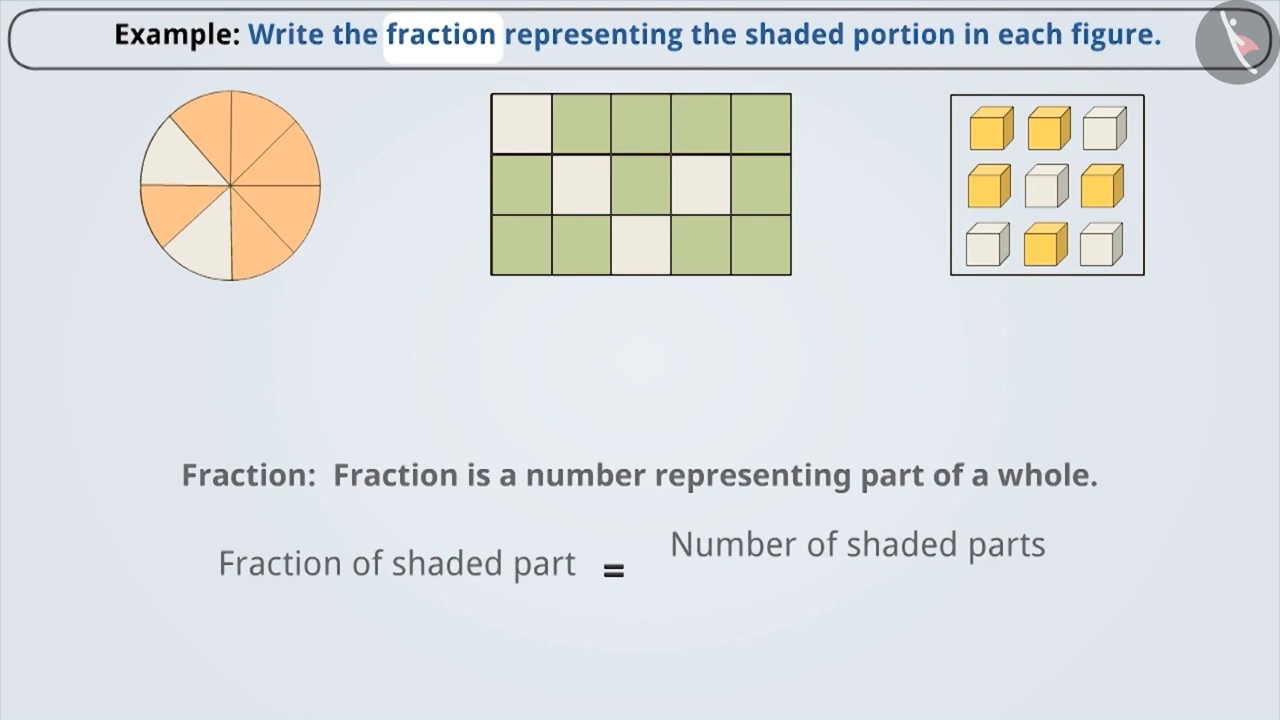 Example: Write the fraction representing the shaded portion in each figure.
Fraction: Fraction is a number representing part of a whole.
Fraction of shaded part = Number of shaded parts